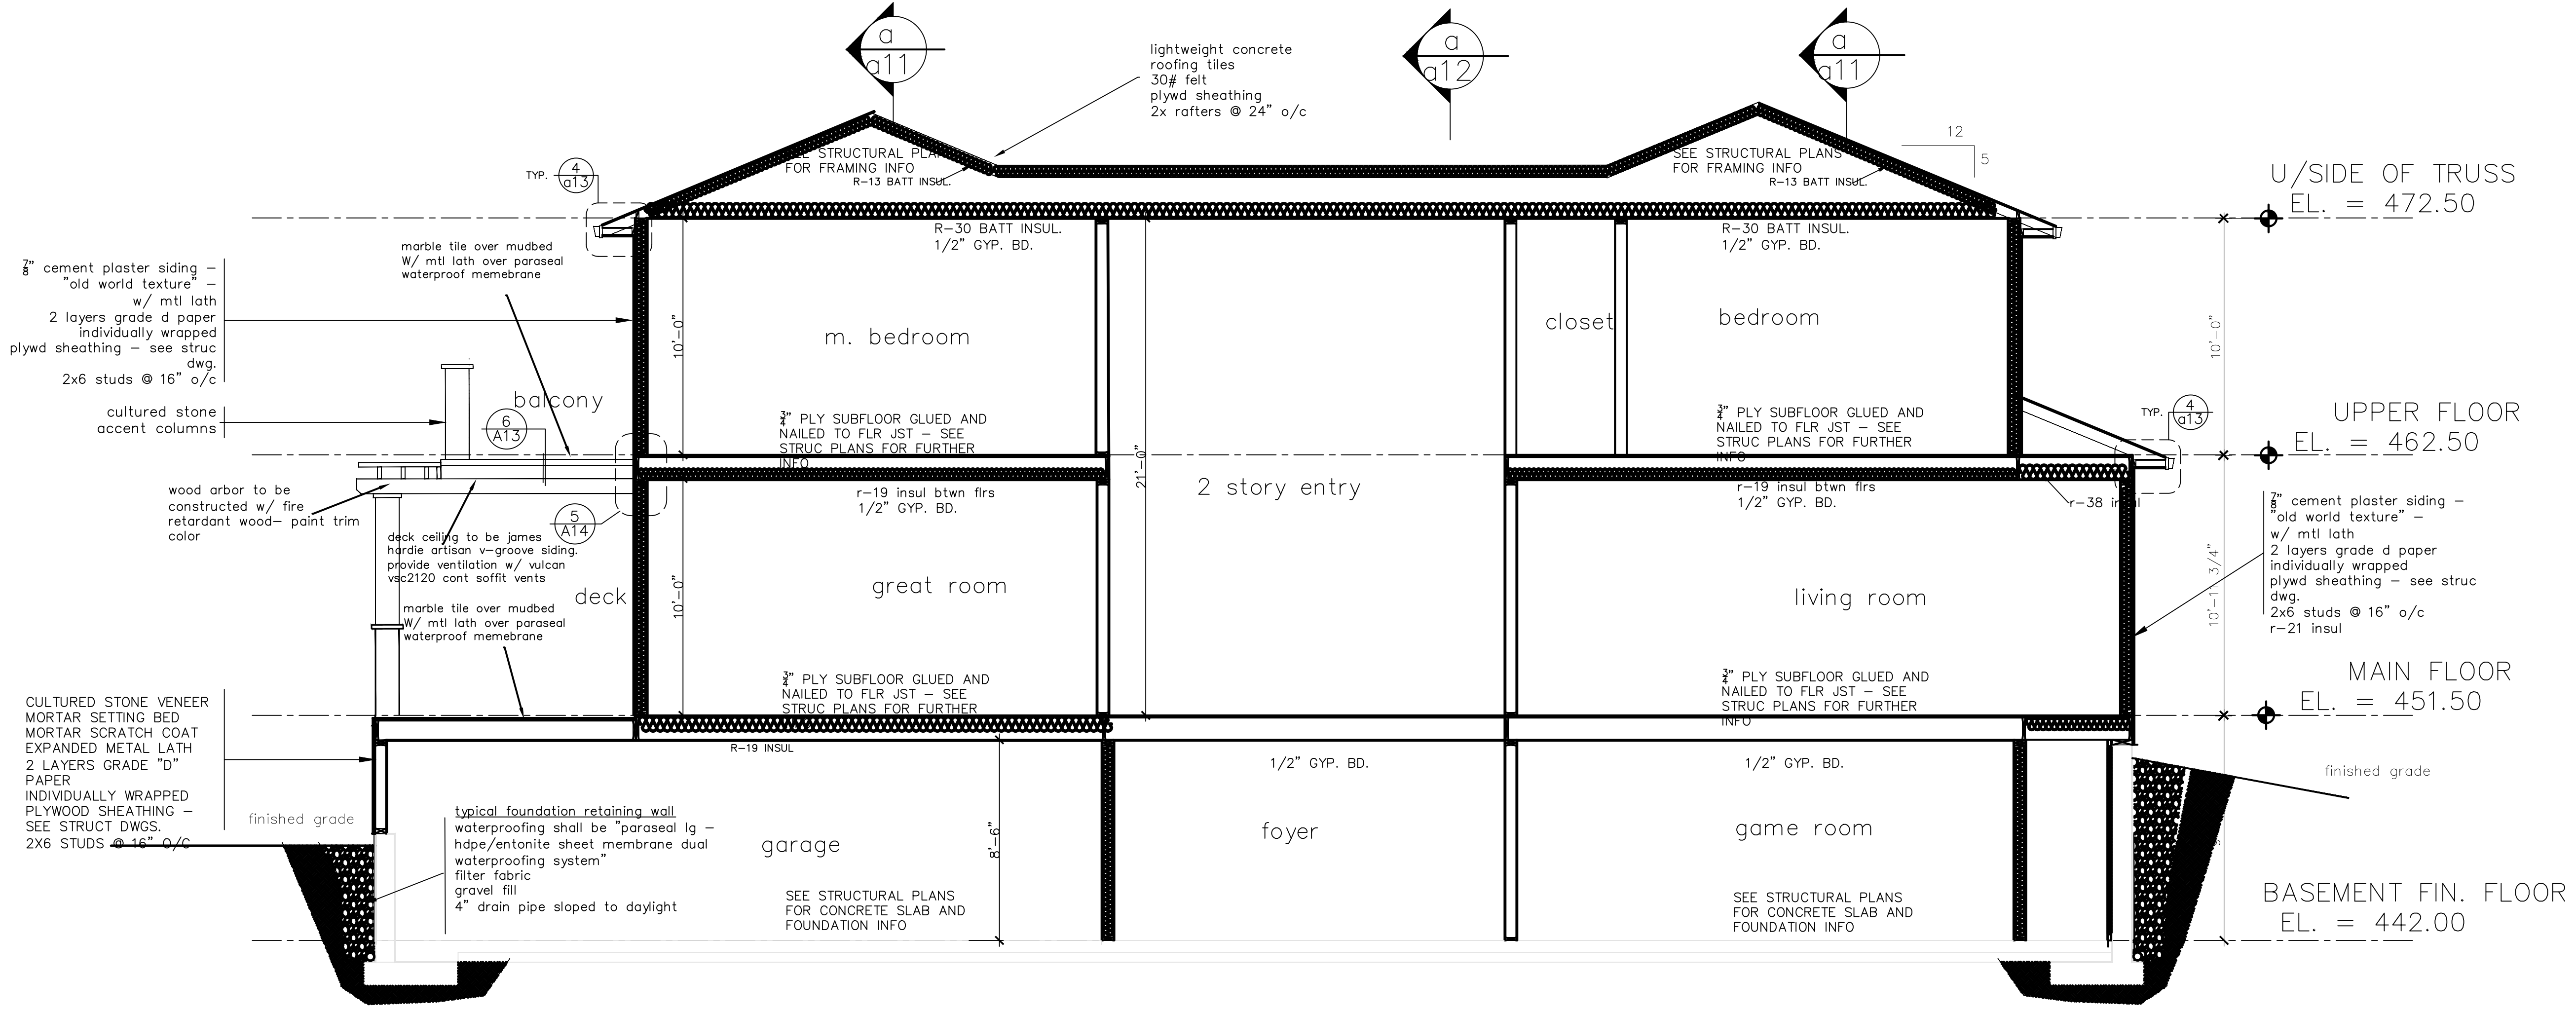 a
a11
a
a12
a
a11
lightweight concrete
roofing tiles
30# felt
plywd sheathing
2x rafters @ 24" o/c
12
5
TYP.
4
a13
SEE STRUCTURAL PLANS
FOR FRAMING INFO
R-13 BATT INSUL.
SEE STRUCTURAL PLANS
FOR FRAMING INFO
R-13 BATT INSUL.
U/SIDE OF TRUSS
EL. = 472.50
R-30 BATT INSUL.
1/2" GYP. BD.
R-30 BATT INSUL.
1/2" GYP. BD.
marble tile over mudbed
W/ mtl lath over paraseal
waterproof memebrane
7/8" cement plaster siding –
"old world texture" –
w/ mtl lath
2 layers grade d paper
individually wrapped
plywd sheathing – see struc
dwg.
2x6 studs @ 16" o/c
cultured stone
accent columns
balcony
6
A13
10'-0"
m. bedroom
closet
bedroom
10'-0"
3/4" PLY SUBFLOOR GLUED AND
NAILED TO FLR JST – SEE
STRUC PLANS FOR FURTHER
INFO
3/4" PLY SUBFLOOR GLUED AND
NAILED TO FLR JST – SEE
STRUC PLANS FOR FURTHER
INFO
TYP.
4
a13
UPPER FLOOR
EL. = 462.50
21'-0"
2 story entry
wood arbor to be
constructed w/ fire
retardant wood– paint trim
color
5
A14
r-19 insul btwn flrs
1/2" GYP. BD.
r-19 insul btwn flrs
1/2" GYP. BD.
r-38 insul
7/8" cement plaster siding –
"old world texture" –
w/ mtl lath
2 layers grade d paper
individually wrapped
plywd sheathing – see struc
dwg.
2x6 studs @ 16" o/c
r-21 insul
deck ceiling to be james
hardie artisan v-groove siding.
provide ventilation w/ vulcan
vsc2120 cont soffit vents
deck
marble tile over mudbed
W/ mtl lath over paraseal
waterproof memebrane
10'-0"
great room
living room
10'-11 3/4"
3/4" PLY SUBFLOOR GLUED AND
NAILED TO FLR JST – SEE
STRUC PLANS FOR FURTHER
3/4" PLY SUBFLOOR GLUED AND
NAILED TO FLR JST – SEE
STRUC PLANS FOR FURTHER
INFO
MAIN FLOOR
EL. = 451.50
CULTURED STONE VENEER
MORTAR SETTING BED
MORTAR SCRATCH COAT
EXPANDED METAL LATH
2 LAYERS GRADE "D"
PAPER
INDIVIDUALLY WRAPPED
PLYWOOD SHEATHING –
SEE STRUCT DWGS.
2X6 STUDS @ 16" O/C
finished grade
R-19 INSUL
1/2" GYP. BD.
1/2" GYP. BD.
finished grade
typical foundation retaining wall
waterproofing shall be "paraseal lg –
hdpe/entonite sheet membrane dual
waterproofing system"
filter fabric
gravel fill
4" drain pipe sloped to daylight
garage
8'-6"
foyer
game room
SEE STRUCTURAL PLANS
FOR CONCRETE SLAB AND
FOUNDATION INFO
SEE STRUCTURAL PLANS
FOR CONCRETE SLAB AND
FOUNDATION INFO
BASEMENT FIN. FLOOR
EL. = 442.00